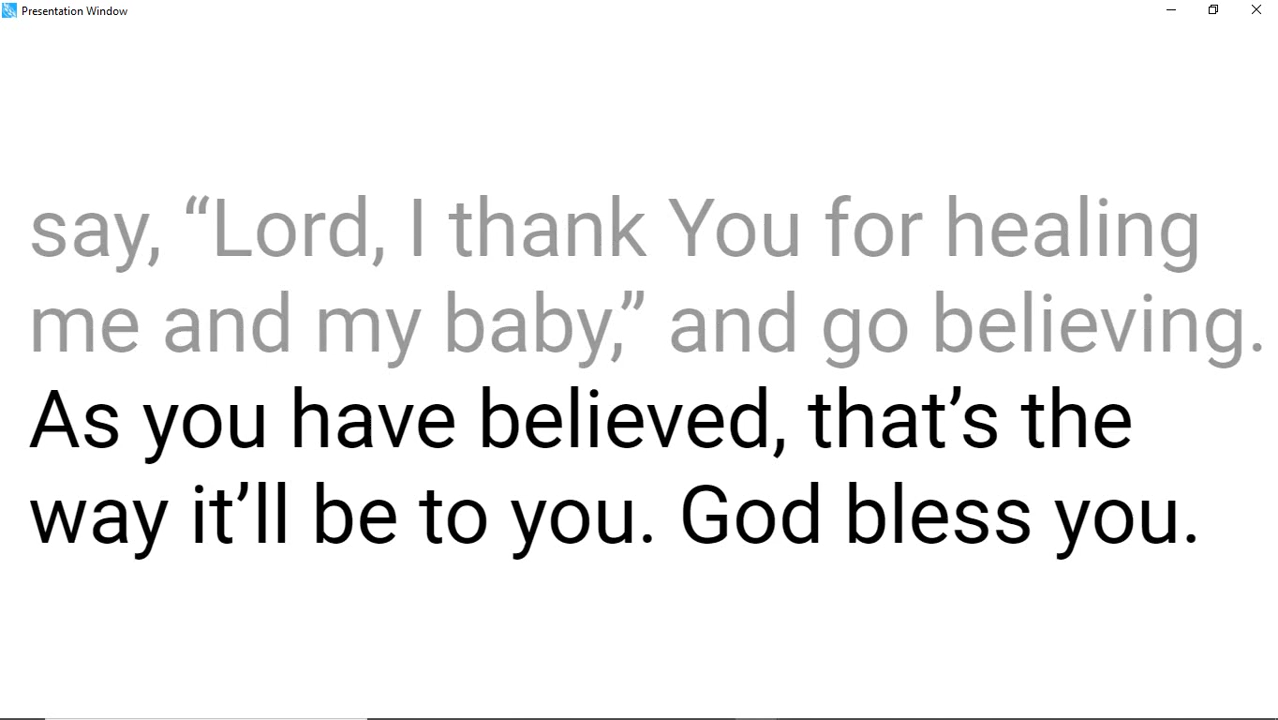 Presentation Window
say, “Lord, I thank You for healing
me and my baby,” and go believing.
As you have believed, that’s the
way it’ll be to you. God bless you.